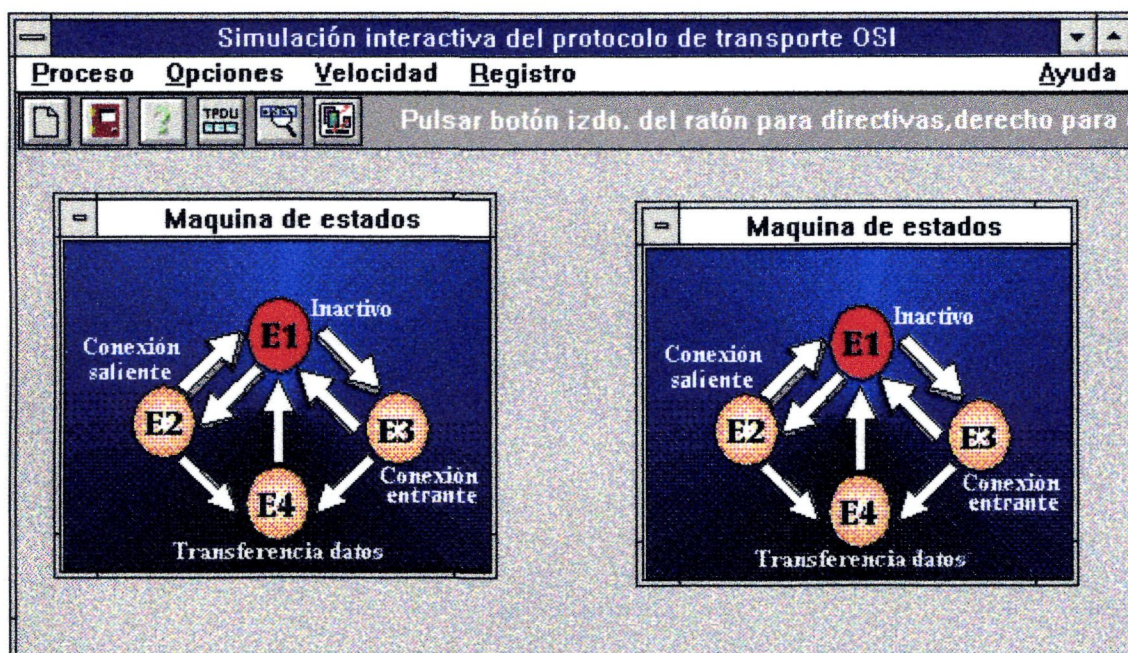 Simulación interactiva del protocolo de transporte OSI
Proceso Opciones Velocidad Registro Ayuda
TPDU
Pulsar botón izdo. del ratón para directivas,derecho para
Maquina de estados
E1
Inactivo
Conexión
saliente
E2
E3
Conexión
entrante
E4
Transferencia datos
Maquina de estados
E1
Inactivo
Conexión
saliente
E2
E3
Conexión
entrante
E4
Transferencia datos